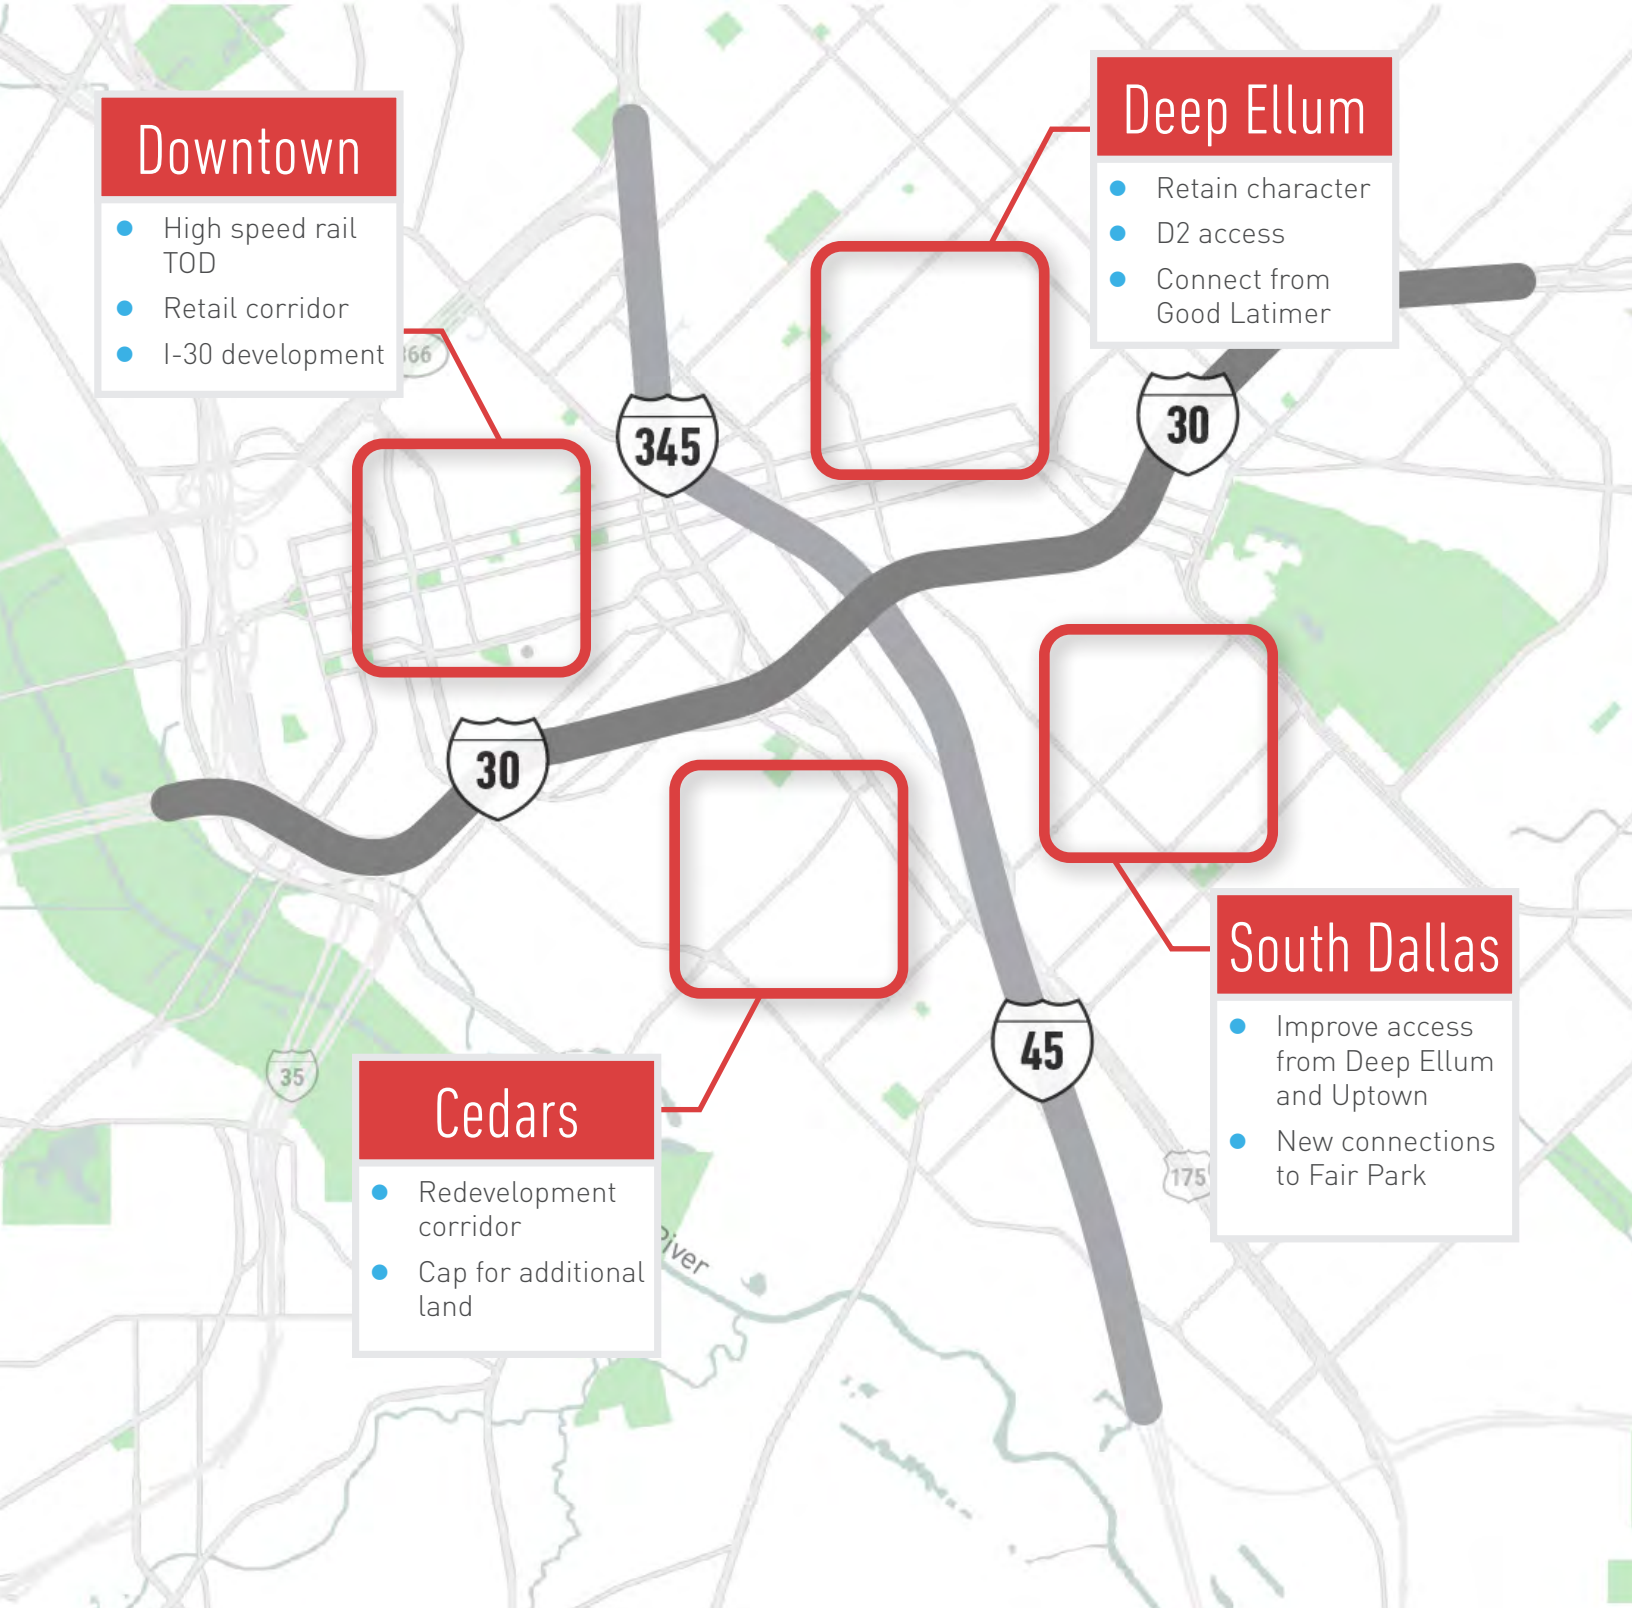 Deep Ellum
Retain character
D2 access
Connect from
Good Latimer
Downtown
High speed rail
TOD
Retail corridor
I-30 development
366
345
30
30
South Dallas
Improve access
from Deep Ellum
and Uptown
New connections
to Fair Park
45
35
175
Cedars
Redevelopment
corridor
Cap for additional
land
River